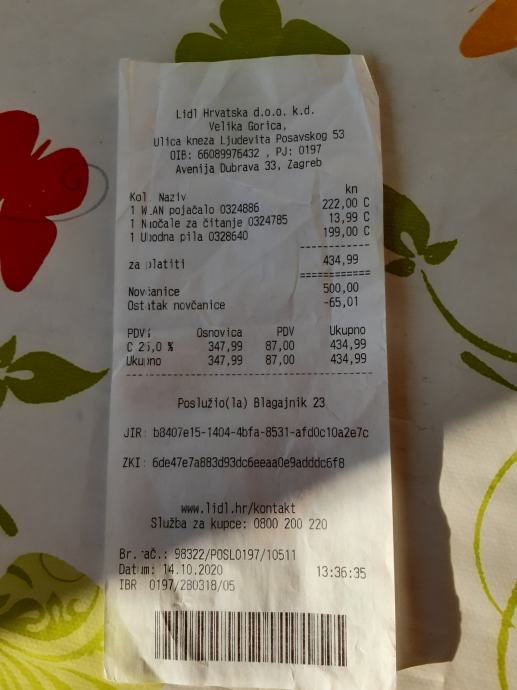 Lidl Hrvatska d.o.o. k.d.
Velika Gorica,
Ulica kneza Ljudevita Posavskog 53
OIB: 66089976432 , PJ: 0197
Avenija Dubrava 33, Zagreb
Kol. Naziv kn
1 WLAN pojačalo 0324886 222,00 C
1 Naočale za čitanje 0324785 13,99 C
1 Ubodna pila 0328640 199,00 C
------------
za platiti 434,99
============
Novčanice 500,00
Ostatak novčanice -65,01
PDV% Osnovica PDV Ukupno
C 25,0 % 347,99 87,00 434,99
Ukupno 347,99 87,00 434,99
Poslužio(la) Blagajnik 23
JIR: b8407e15-1404-4bfa-8531-afd0c10a2e7c
ZKI: 6de47e7a883d93dc6eeaa0e9adddc6f8
www.lidl.hr/kontakt
Služba za kupce: 0800 200 220
Br. rač.: 98322/POSL0197/10511
Datum: 14.10.2020 13:36:35
IBR 0197/280318/05